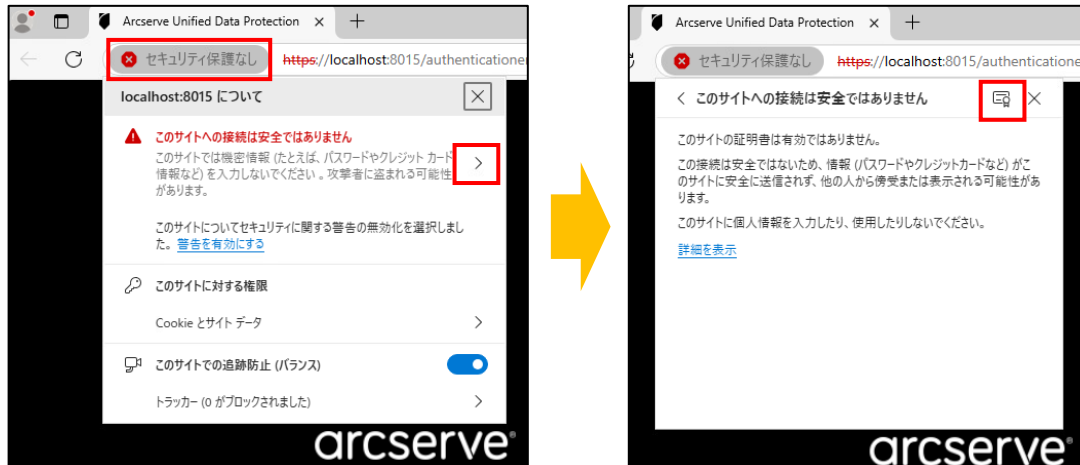 Arcserve Unified Data Protection
セキュリティ保護なし
https://localhost:8015/authentication
localhost:8015 について
このサイトへの接続は安全ではありません
このサイトでは機密情報 (たとえば、パスワードやクレジット カード
情報など) を入力しないでください 。攻撃者に盗まれる可能性
があります。
このサイトについてセキュリティに関する警告の無効化を選択しまし
た。 警告を有効にする
このサイトに対する権限
Cookie とサイト データ
このサイトでの追跡防止 (バランス)
トラッカー (0 がブロックされました)
arcserve®
Arcserve Unified Data Protection
セキュリティ保護なし
https://localhost:8015/authentication
このサイトへの接続は安全ではありません
このサイトの証明書は有効ではありません。
この接続は安全ではないため、情報 (パスワードやクレジットカードなど) がこ
のサイトに安全に送信されず、他の人から傍受または表示される可能性があ
ります。
このサイトに個人情報を入力したり、使用したりしないでください。
詳細を表示
arcserve®